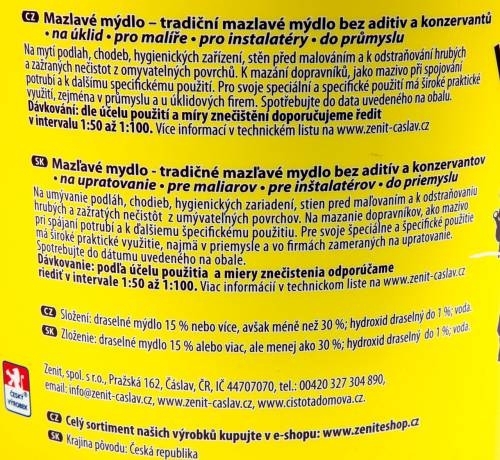 CZ Mazlavé mýdlo – tradiční mazlavé mýdlo bez aditiv a konzervantů
• na úklid • pro malíře • pro instalatéry • do průmyslu
Na mytí podlah, chodeb, hygienických zařízení, stěn před malováním a k odstraňování hrubých
a zažraných nečistot z omyvatelných povrchů. K mazání dopravníků, jako mazivo při spojování
potrubí a k dalšímu specifickému použití. Pro svoje speciální a specifické použití má široké praktické
využití, zejména v průmyslu a u úklidových firem. Spotřebujte do data uvedeného na obalu.
Dávkování: dle účelu použití a míry znečištění doporučujeme ředit
v intervalu 1:50 až 1:100. Více informací v technickém listu na www.zenit-caslav.cz
SK Mazľavé mydlo - tradičné mazľavé mydlo bez aditív a konzervantov
• na upratovanie • pre maliarov • pre inštalatérov • do priemyslu
Na umývanie podláh, chodieb, hygienických zariadení, stien pred maľovaním a k odstraňovaniu
hrubých a zažratých nečistôt z umývateľných povrchov. Na mazanie dopravníkov, ako mazivo
pri spájaní potrubí a k ďalšiemu špecifickému použitiu. Pre svoje špeciálne a špecifické použitie
má široké praktické využitie, najmä v priemysle a vo firmách zameraných na upratovanie.
Spotrebujte do dátumu uvedeného na obale.
Dávkovanie: podľa účelu použitia a miery znečistenia odporúčame
riediť v intervale 1:50 až 1:100. Viac informácií v technickom liste na www.zenit-caslav.cz
CZ Složení: draselné mýdlo 15 % nebo více, avšak méně než 30 %; hydroxid draselný do 1 %; voda.
SK Zloženie: draselné mydlo 15 % alebo viac, ale menej ako 30 %; hydroxid draselný do 1 %; voda.
Zenit, spol. s r.o., Pražská 162, Čáslav, ČR, IČ 44707070, tel.: 00420 327 304 890,
email: info@zenit-caslav.cz, www.zenit-caslav.cz, www.cistotadomova.cz.
ČESKÝ
VÝROBEK
CZ Celý sortiment našich výrobků kupujte v e-shopu: www.zeniteshop.cz
SK Krajina pôvodu: Česká republika